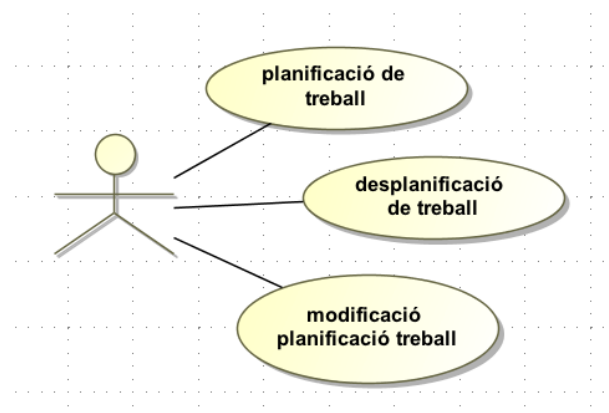 planificació de
treball
desplanificació
de treball
modificació
planificació treball